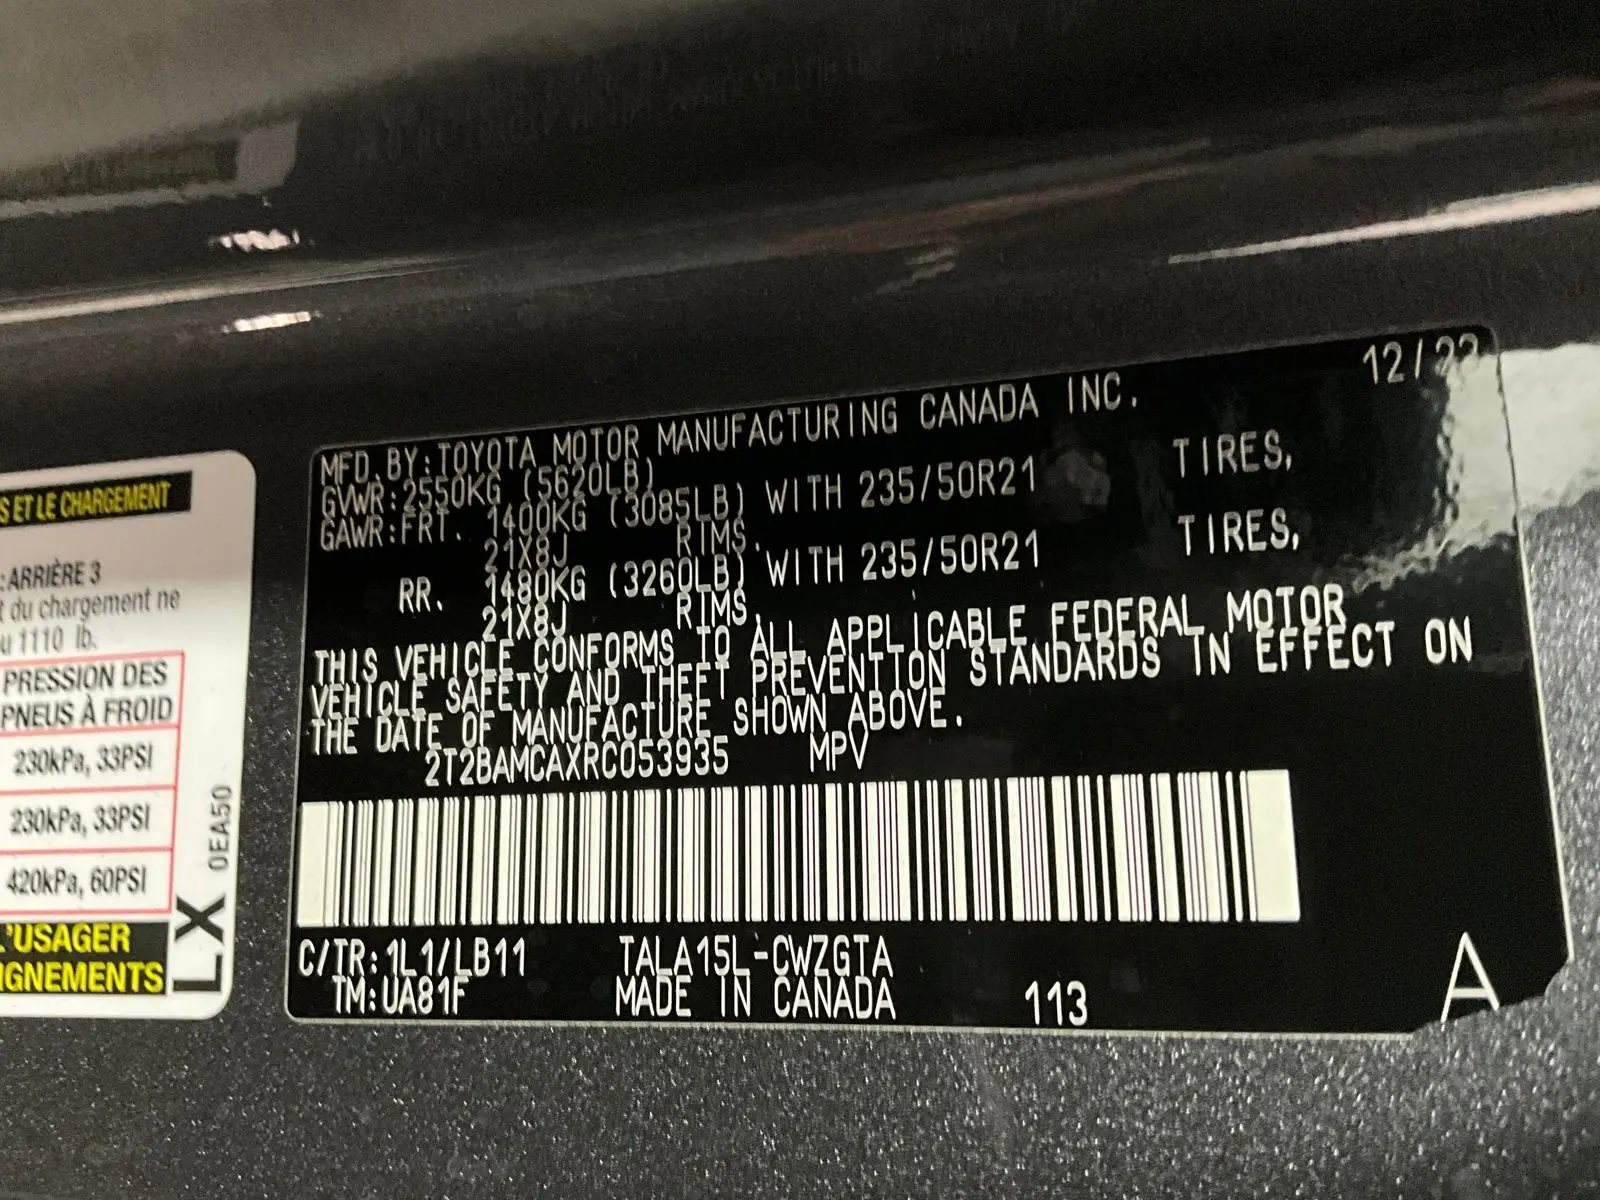 S ET LE CHARGEMENT
: ARRIÈRE 3
t du chargement ne
u 1110 lb.
PRESSION DES
PNEUS À FROID
230kPa, 33PSI
230kPa, 33PSI
420kPa, 60PSI
L'USAGER
IGNEMENTS
LX 0EA50
12/23
MFD. BY: TOYOTA MOTOR MANUFACTURING CANADA INC.
GVWR: 2550KG (5620LB)
GAWR: FRT. 1400KG (3085LB) WITH 235/50R21 TIRES,
21X8J RIMS.
RR. 1480KG (3260LB) WITH 235/50R21 TIRES,
21X8J RIMS.
THIS VEHICLE CONFORMS TO ALL APPLICABLE FEDERAL MOTOR
VEHICLE SAFETY AND THEFT PREVENTION STANDARDS IN EFFECT ON
THE DATE OF MANUFACTURE SHOWN ABOVE.
2T2BAMCAXRC053935 MPV
C/TR: 1L1/LB11 TALA15L-CWZGTA
TM: UA81F MADE IN CANADA 113
A